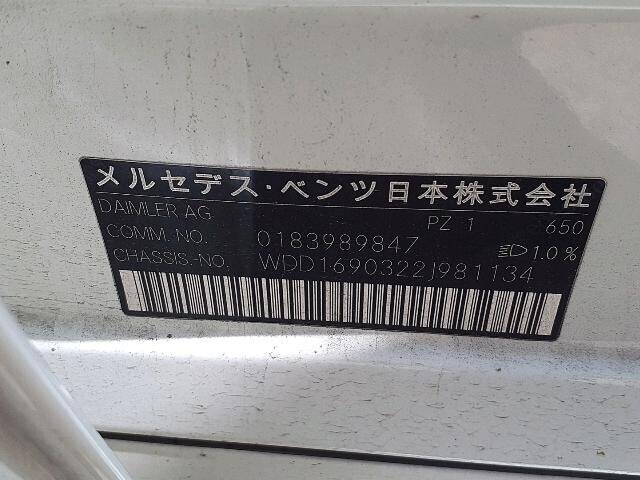 メルセデス・ベンツ日本株式会社
DAIMLER AG PZ 1 650
COMM. NO. 0183989847 1.0%
CHASSIS.-NO. WDD1690322J981134